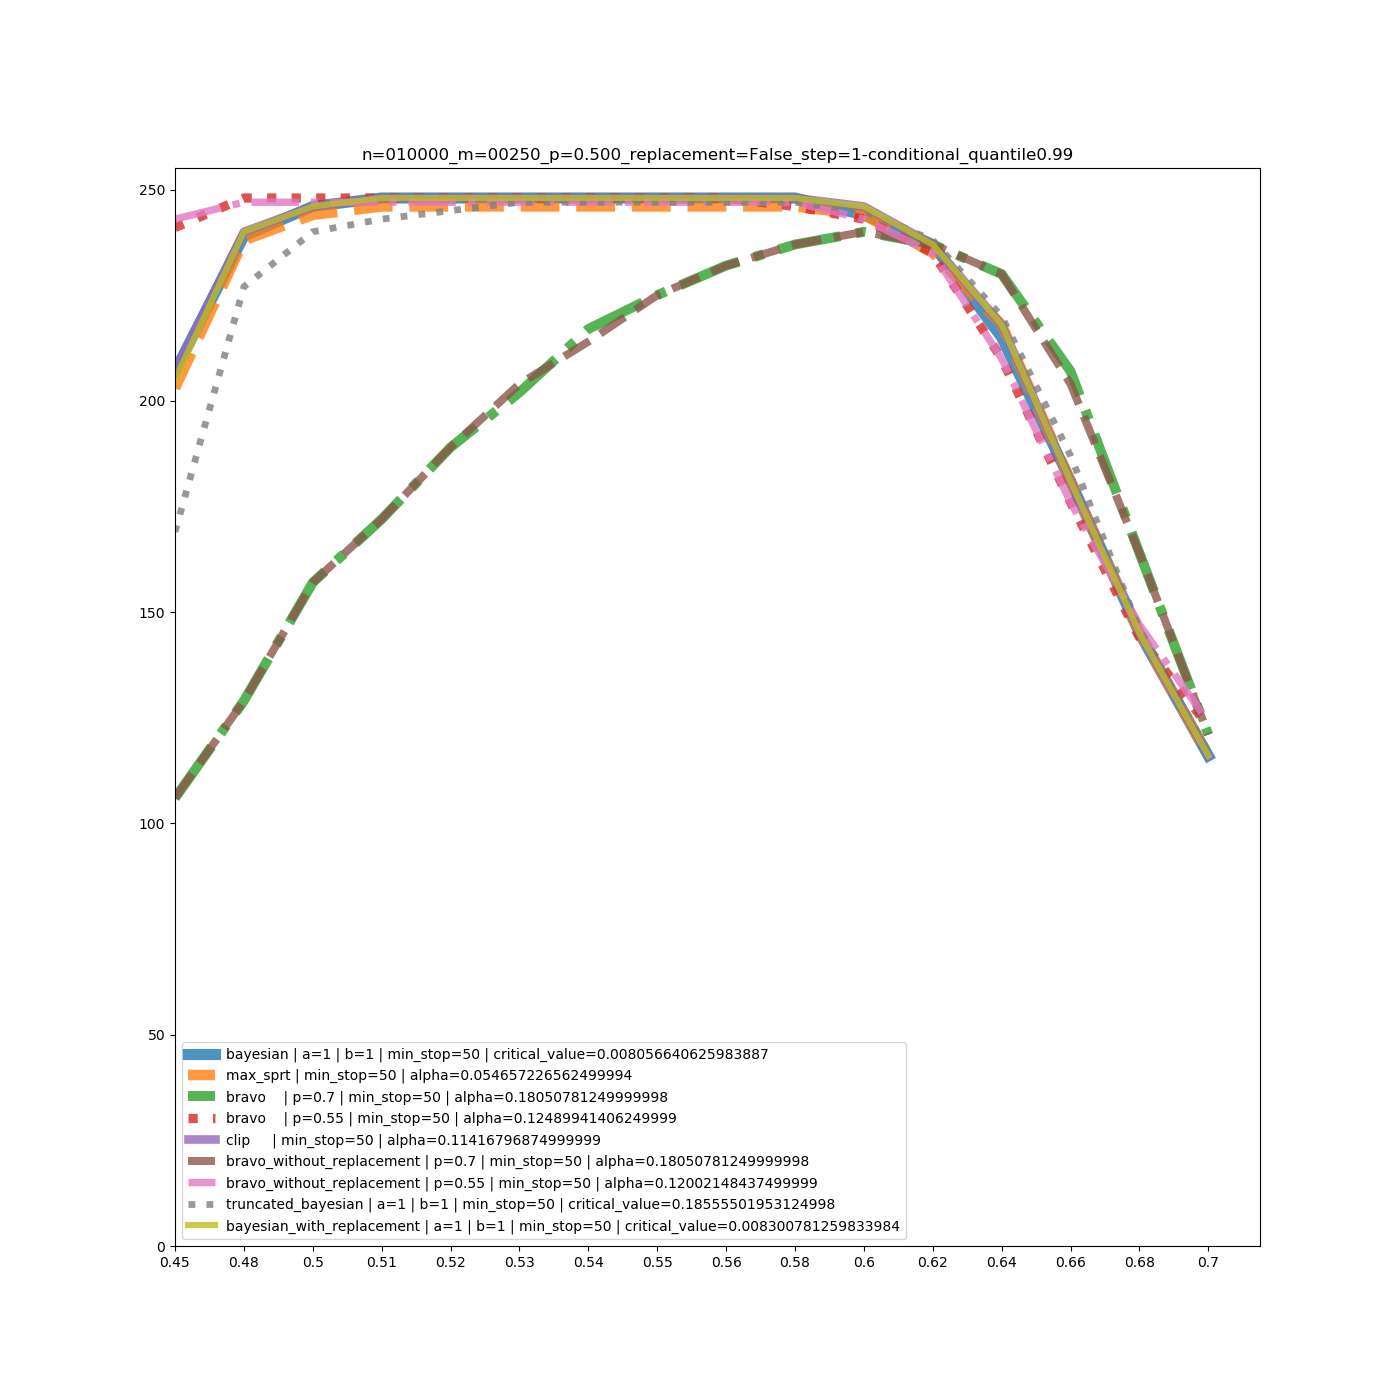 n=010000_m=00250_p=0.500_replacement=False_step=1-conditional_quantile0.99
250
200
150
100
50
0
bayesian | a=1 | b=1 | min_stop=50 | critical_value=0.008056640625983887
max_sprt | min_stop=50 | alpha=0.054657226562499994
bravo | p=0.7 | min_stop=50 | alpha=0.18050781249999998
bravo | p=0.55 | min_stop=50 | alpha=0.12489941406249999
clip | min_stop=50 | alpha=0.11416796874999999
bravo_without_replacement | p=0.7 | min_stop=50 | alpha=0.18050781249999998
bravo_without_replacement | p=0.55 | min_stop=50 | alpha=0.12002148437499999
truncated_bayesian | a=1 | b=1 | min_stop=50 | critical_value=0.18555501953124998
bayesian_with_replacement | a=1 | b=1 | min_stop=50 | critical_value=0.008300781259833984
0.45 0.48 0.5 0.51 0.52 0.53 0.54 0.55 0.56 0.58 0.6 0.62 0.64 0.66 0.68 0.7